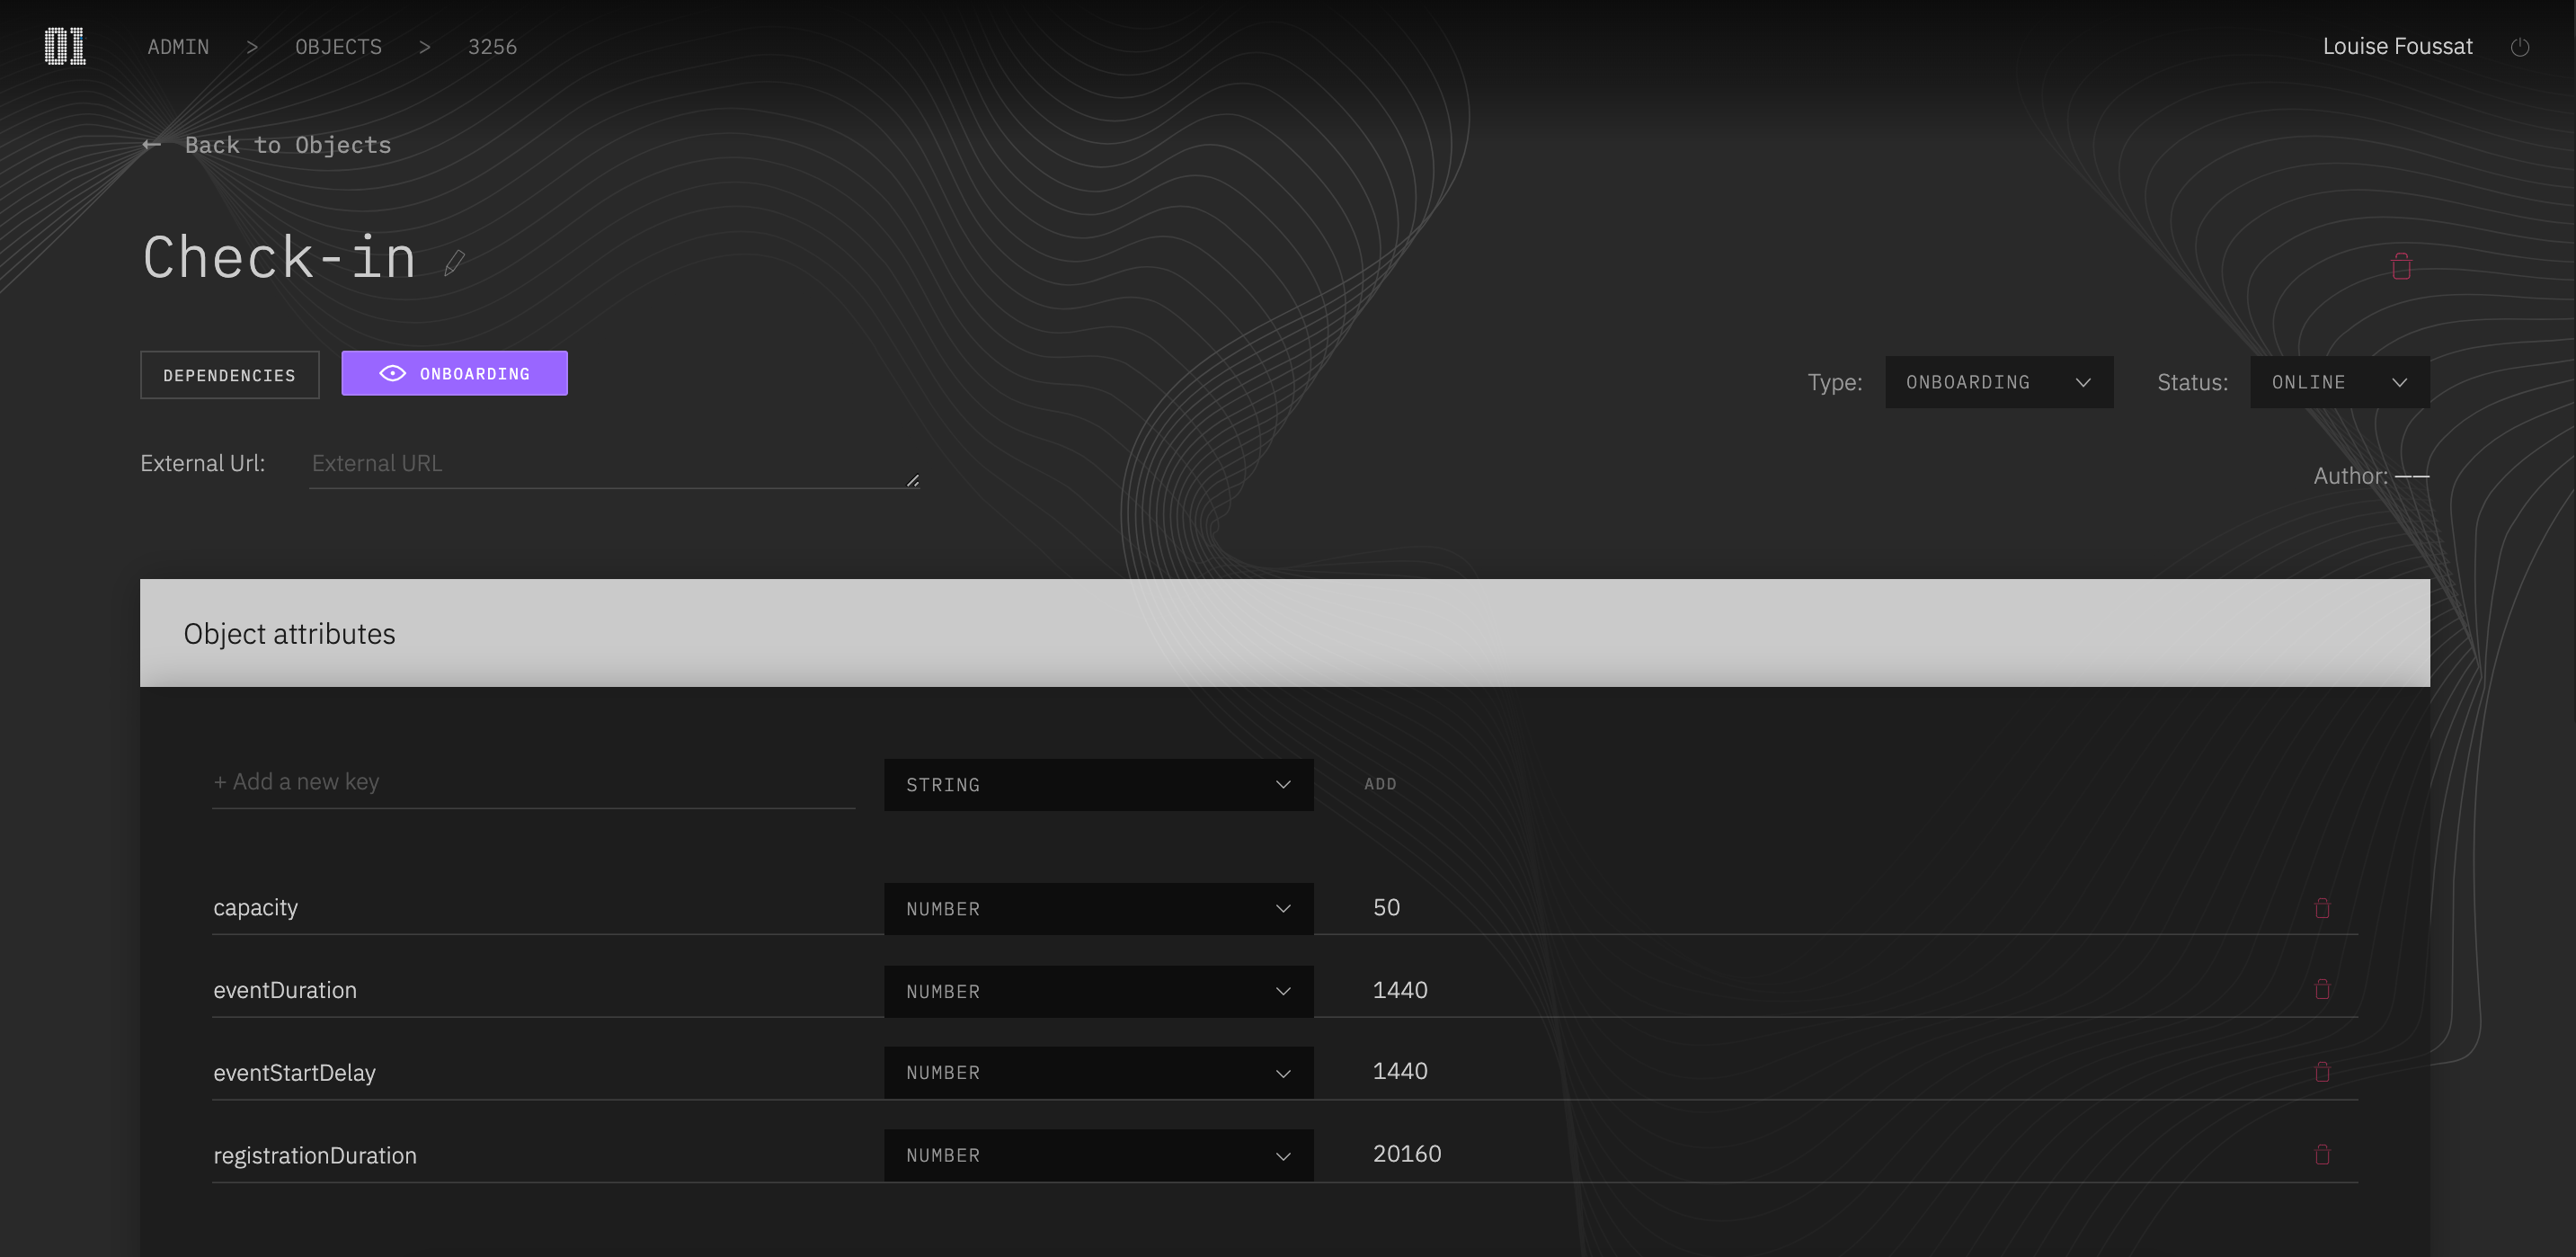 01 ADMIN > OBJECTS > 3256 Louise Foussat
← Back to Objects
Check-in
DEPENDENCIES ONBOARDING Type: ONBOARDING Status: ONLINE
External Url: External URL
Author: ——
Object attributes
+ Add a new key STRING ADD
capacity NUMBER 50
eventDuration NUMBER 1440
eventStartDelay NUMBER 1440
registrationDuration NUMBER 20160